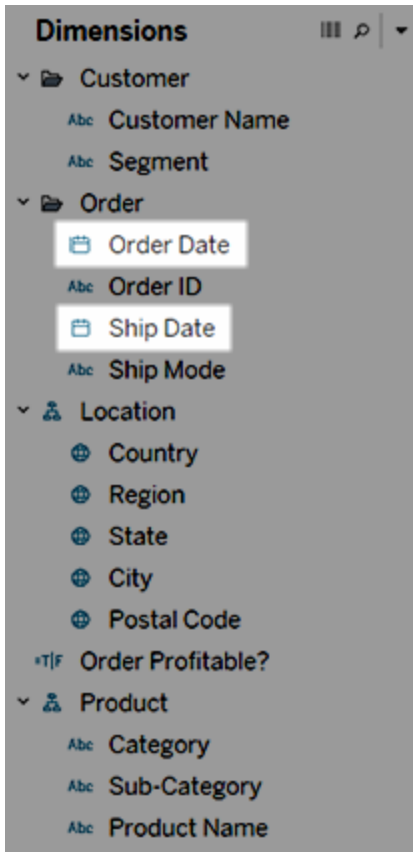 Dimensions
Customer
Abc Customer Name
Abc Segment
Order
Order Date
Abc Order ID
Ship Date
Abc Ship Mode
Location
Country
Region
State
City
Postal Code
=T|F Order Profitable?
Product
Abc Category
Abc Sub-Category
Abc Product Name